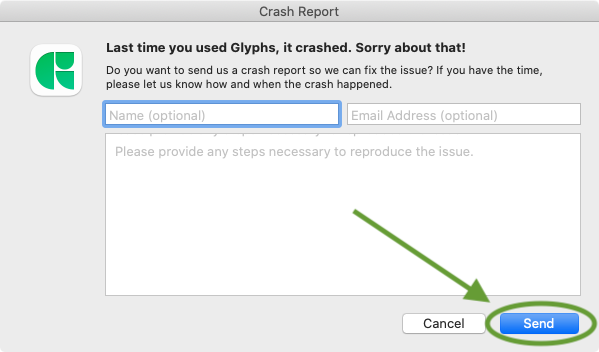 Crash Report
Last time you used Glyphs, it crashed. Sorry about that!
Do you want to send us a crash report so we can fix the issue? If you have the time,
please let us know how and when the crash happened.
Name (optional) Email Address (optional)
Please provide any steps necessary to reproduce the issue.
Cancel Send